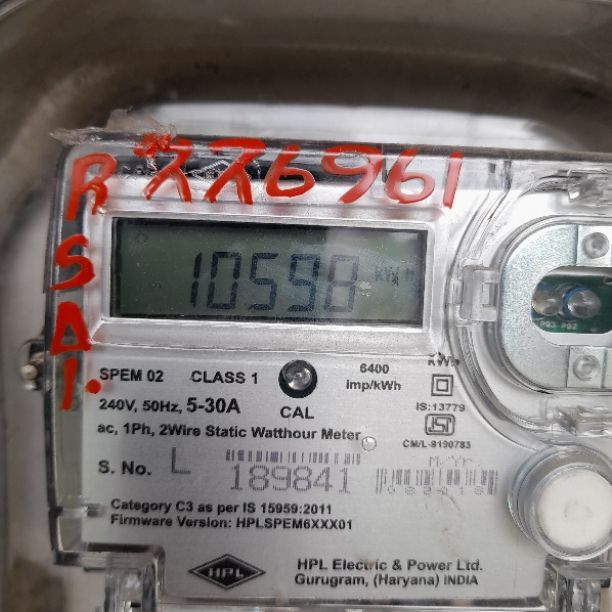 226961
R
S
D
1.
10598 kWh
SPEM 02 CLASS 1
6400
imp/kWh
240V, 50Hz, 5-30A
CAL
IS:13779
ac, 1Ph, 2Wire Static Watthour Meter
CM/L-9190783
S. No. L 189841
Category C3 as per IS 15959:2011
Firmware Version: HPLSPEM6XXX01
HPL
HPL Electric & Power Ltd.
Gurugram, (Haryana) INDIA